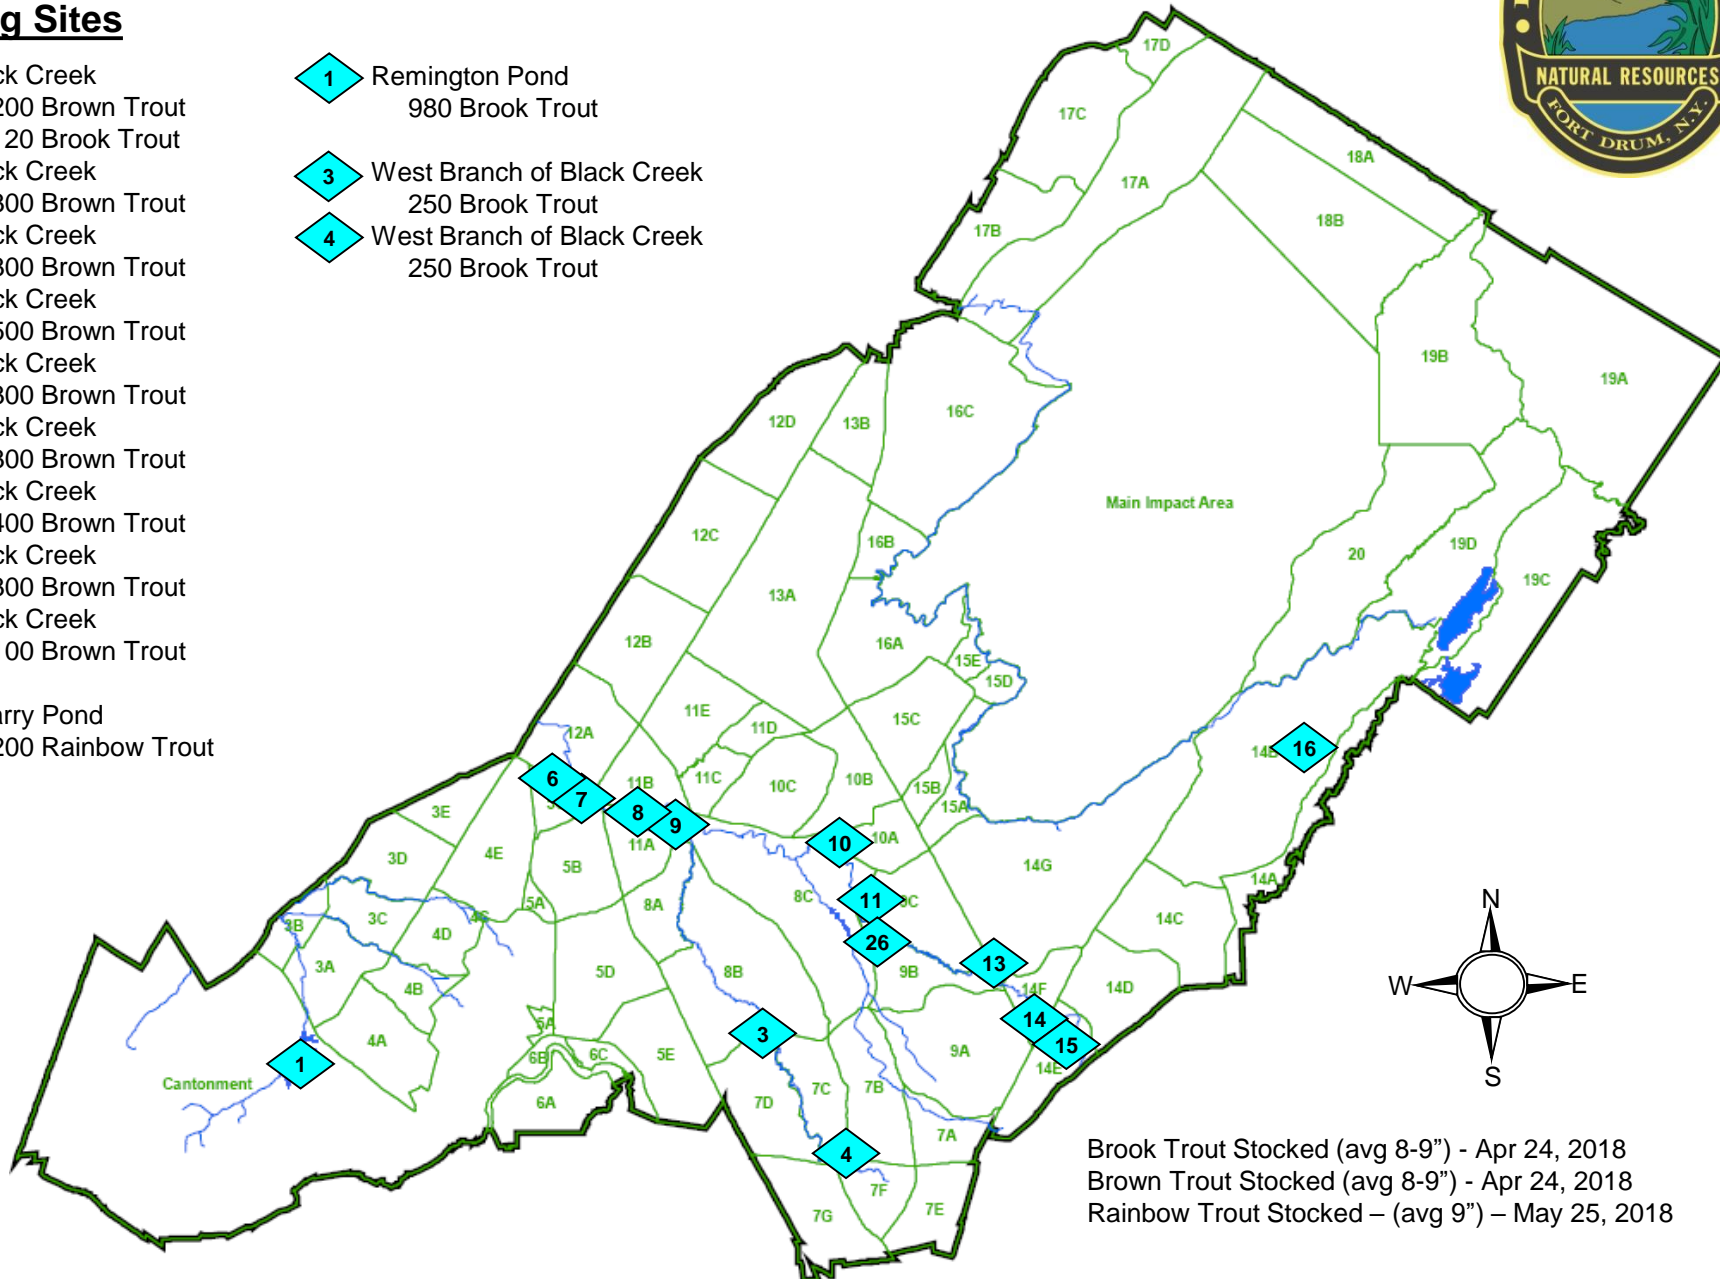 g Sites
ck Creek
200 Brown Trout
20 Brook Trout
ck Creek
300 Brown Trout
ck Creek
300 Brown Trout
ck Creek
500 Brown Trout
ck Creek
300 Brown Trout
ck Creek
300 Brown Trout
ck Creek
400 Brown Trout
ck Creek
300 Brown Trout
ck Creek
00 Brown Trout
arry Pond
200 Rainbow Trout
1 Remington Pond
980 Brook Trout
3 West Branch of Black Creek
250 Brook Trout
4 West Branch of Black Creek
250 Brook Trout
NATURAL RESOURCES
FORT DRUM, N.Y.
17D
17C
18A
17A
18B
17B
19B
19A
16C
12D
13B
Main Impact Area
12C
16B
19D
20
19C
13A
12B
16A
15E
15D
11E
15C
11D
12A
14B
16
6
11B
11C
10C
10B
15B
7
15A
3E
8
9
10
10A
11A
4E
3D
5B
14G
14A
8C
11
9C
5A
8A
3C
4C
14C
3B
4D
26
13
3A
5D
8B
9B
4B
14F
14D
5A
14
3
4A
15
6B
6C
5E
9A
14E
1
Cantonment
7C
7B
7D
6A
7A
4
7F
7G
7E
N
W
E
S
Brook Trout Stocked (avg 8-9”) - Apr 24, 2018
Brown Trout Stocked (avg 8-9”) - Apr 24, 2018
Rainbow Trout Stocked – (avg 9”) – May 25, 2018